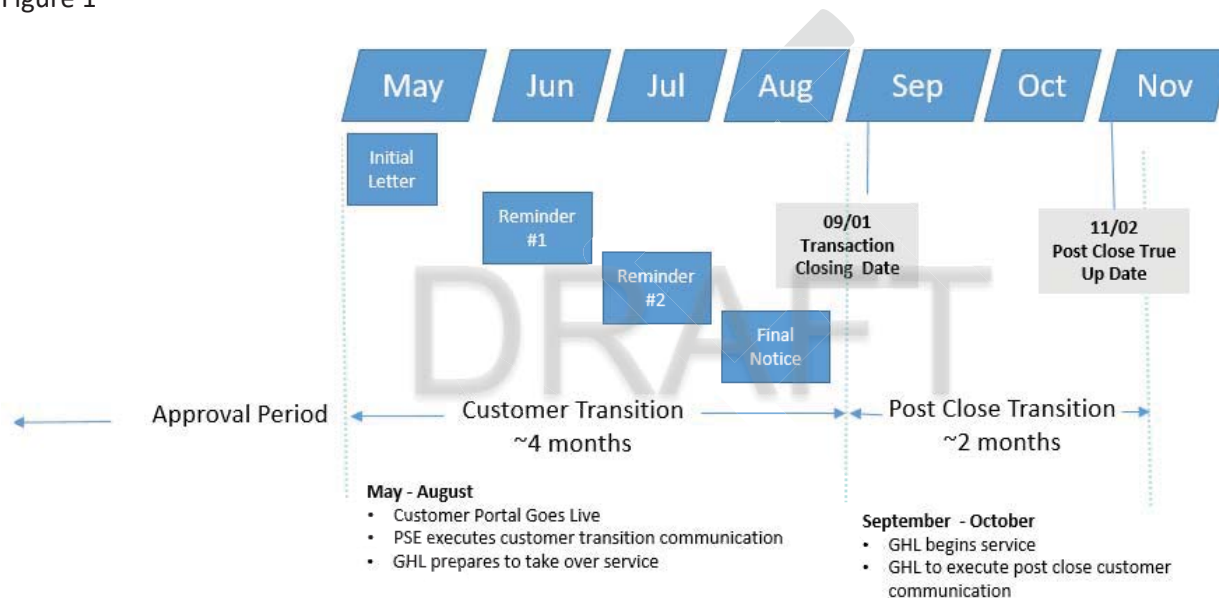 Figure 1
May Jun Jul Aug Sep Oct Nov
Initial
Letter
Reminder
#1
Reminder
#2
Final
Notice
09/01
Transaction
Closing Date
11/02
Post Close True
Up Date
DRAFT
Approval Period
Customer Transition
~4 months
Post Close Transition
~2 months
May - August
• Customer Portal Goes Live
• PSE executes customer transition communication
• GHL prepares to take over service
September - October
• GHL begins service
• GHL to execute post close customer
communication